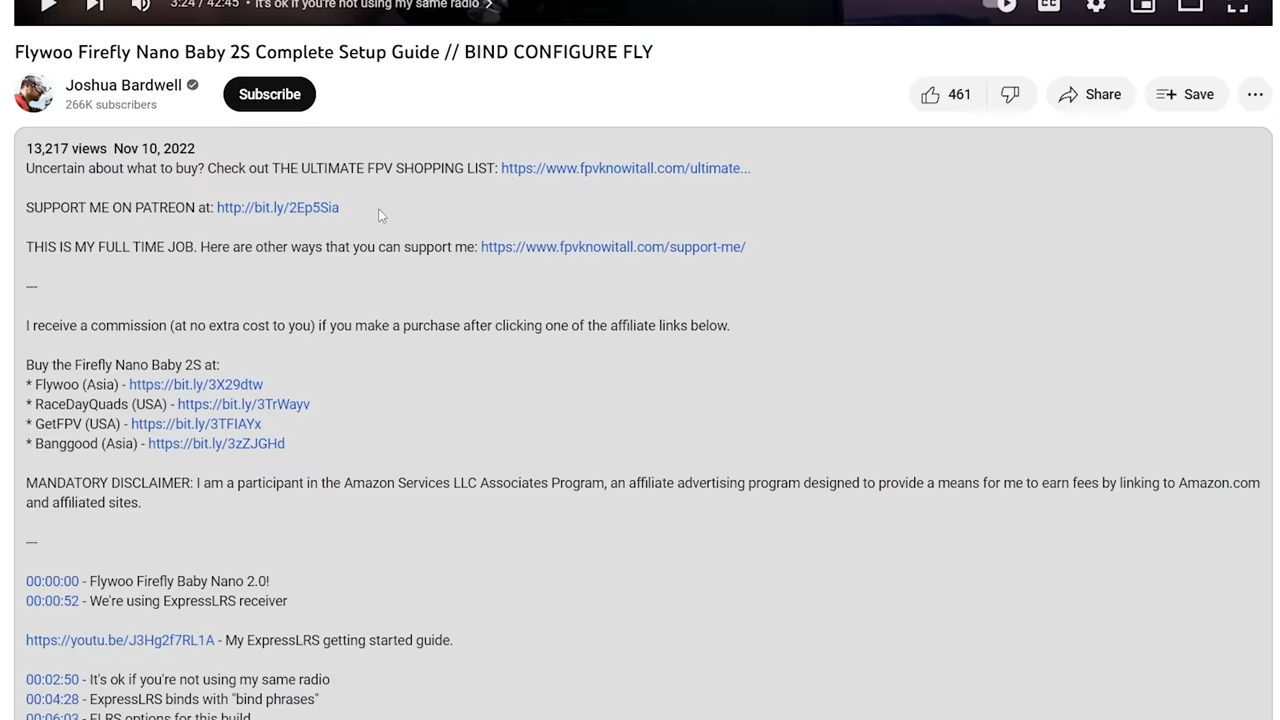 3:24 / 42:45 • It's ok if you're not using my same radio >
CC
Flywoo Firefly Nano Baby 2S Complete Setup Guide // BIND CONFIGURE FLY
Joshua Bardwell
266K subscribers
Subscribe
461
Share
Save
13,217 views Nov 10, 2022
Uncertain about what to buy? Check out THE ULTIMATE FPV SHOPPING LIST: https://www.fpvknowitall.com/ultimate...
SUPPORT ME ON PATREON at: http://bit.ly/2Ep5Sia
THIS IS MY FULL TIME JOB. Here are other ways that you can support me: https://www.fpvknowitall.com/support-me/
---
I receive a commission (at no extra cost to you) if you make a purchase after clicking one of the affiliate links below.
Buy the Firefly Nano Baby 2S at:
* Flywoo (Asia) - https://bit.ly/3X29dtw
* RaceDayQuads (USA) - https://bit.ly/3TrWayv
* GetFPV (USA) - https://bit.ly/3TFIAYx
* Banggood (Asia) - https://bit.ly/3zZJGHd
MANDATORY DISCLAIMER: I am a participant in the Amazon Services LLC Associates Program, an affiliate advertising program designed to provide a means for me to earn fees by linking to Amazon.com
and affiliated sites.
---
00:00:00 - Flywoo Firefly Baby Nano 2.0!
00:00:52 - We're using ExpressLRS receiver
https://youtu.be/J3Hg2f7RL1A - My ExpressLRS getting started guide.
00:02:50 - It's ok if you're not using my same radio
00:04:28 - ExpressLRS binds with "bind phrases"
00:06:03 - ELRS options for this build